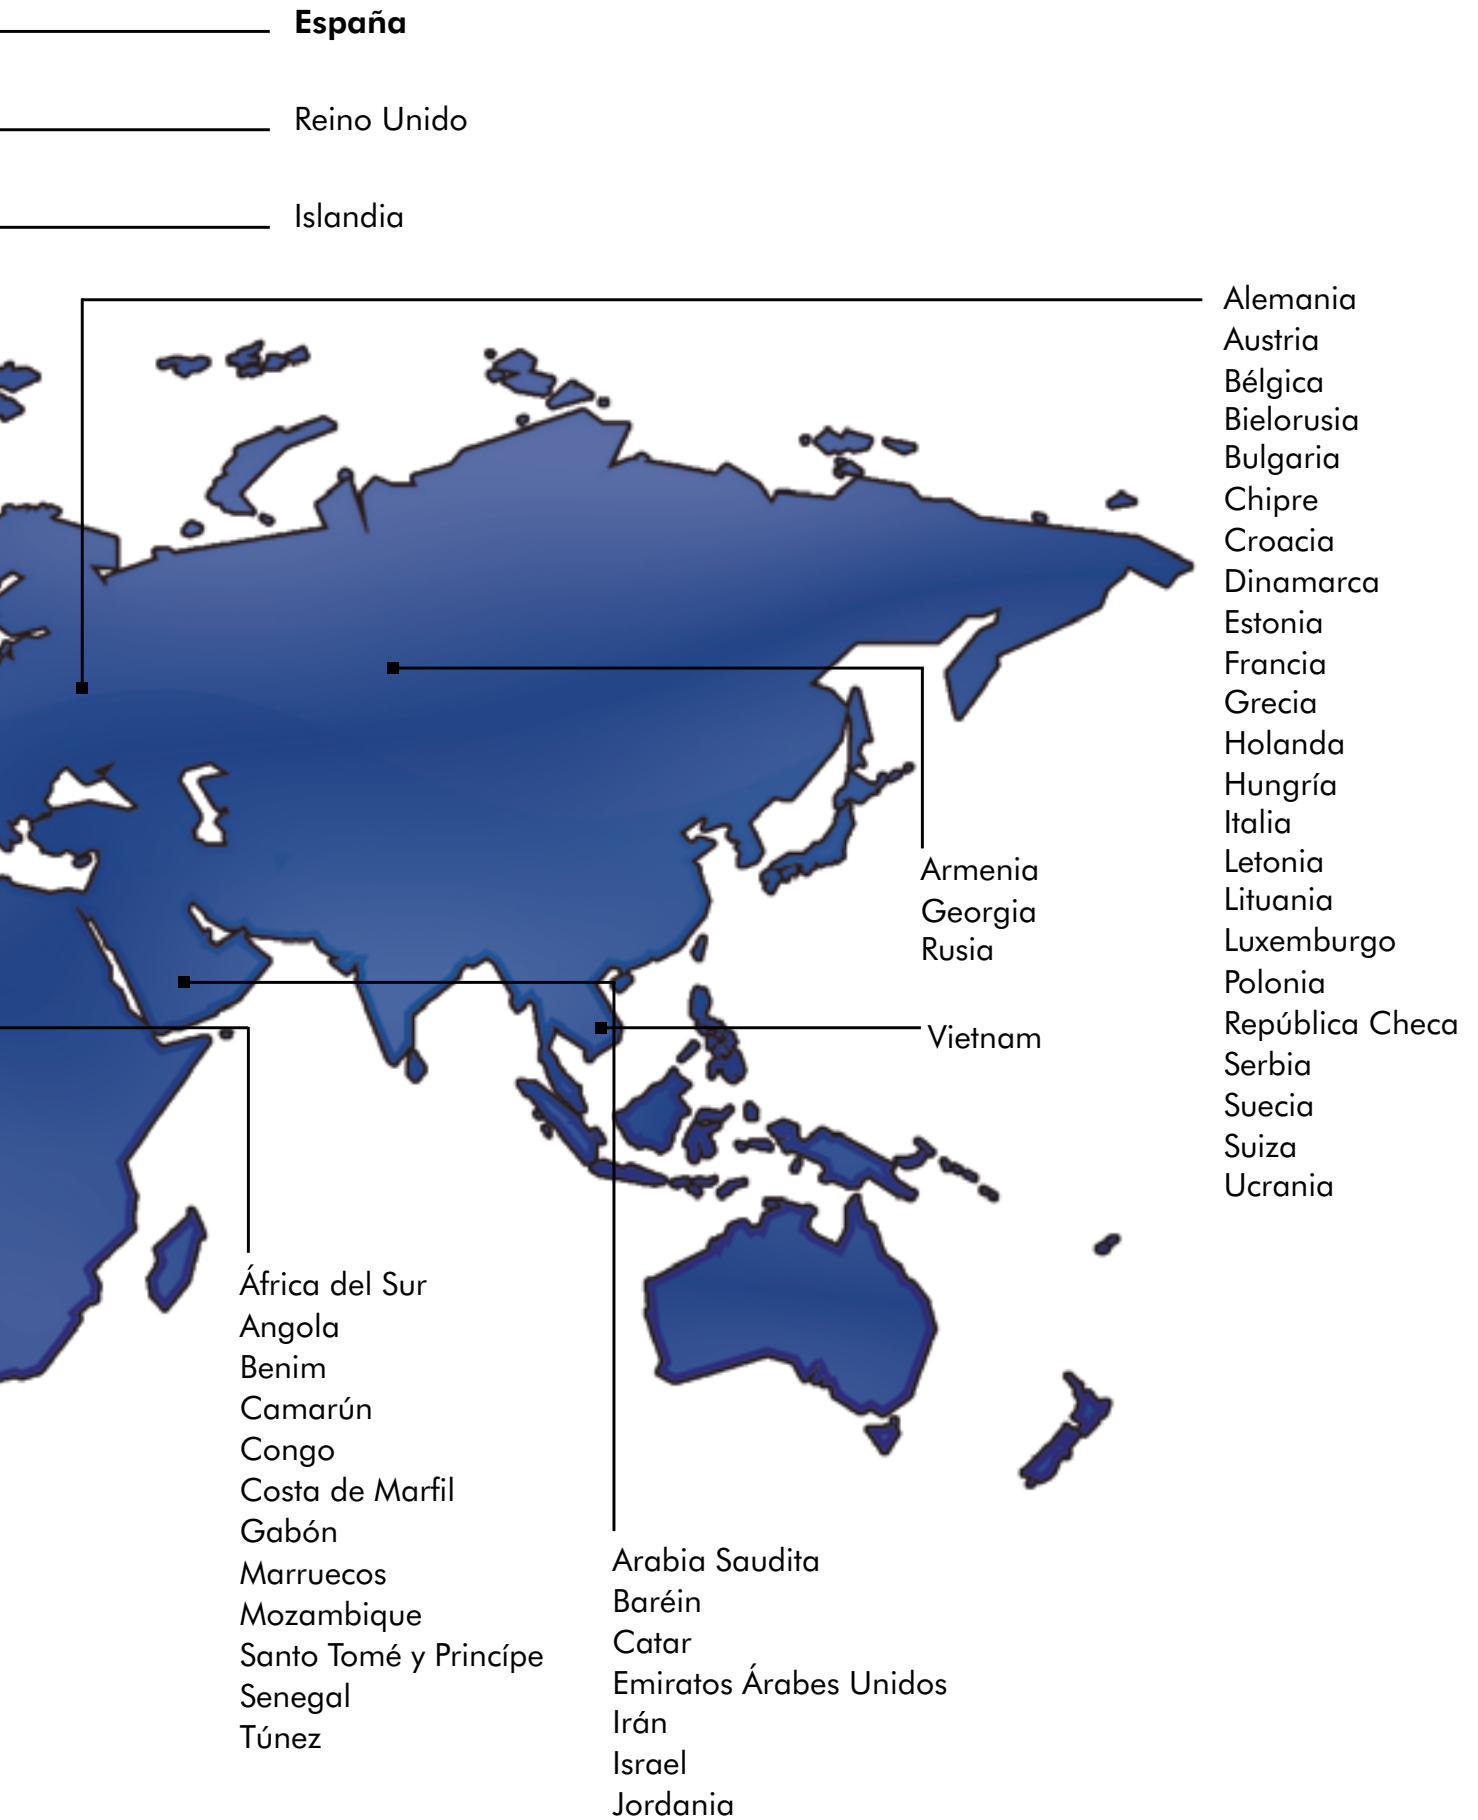 España
Reino Unido
Islandia
Alemania
Austria
Bélgica
Bielorusia
Bulgaria
Chipre
Croacia
Dinamarca
Estonia
Francia
Grecia
Holanda
Hungría
Italia
Letonia
Lituania
Luxemburgo
Polonia
República Checa
Serbia
Suecia
Suiza
Ucrania
Armenia
Georgia
Rusia
Vietnam
África del Sur
Angola
Benim
Camarún
Congo
Costa de Marfil
Gabón
Marruecos
Mozambique
Santo Tomé y Princípe
Senegal
Túnez
Arabia Saudita
Baréin
Catar
Emiratos Árabes Unidos
Irán
Israel
Jordania